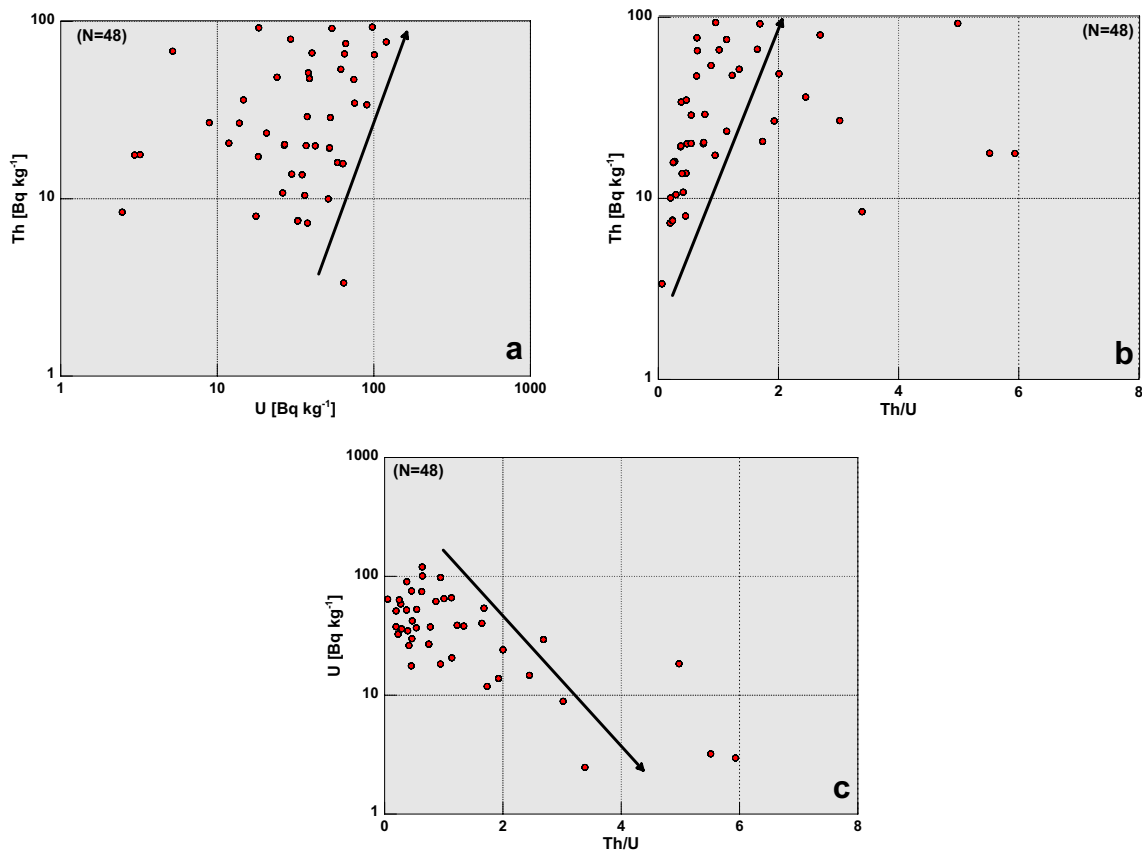 100
(N=48)
Th [Bq kg⁻¹]
10
a
1
1 10 100 1000
U [Bq kg⁻¹]
100
(N=48)
Th [Bq kg⁻¹]
10
b
1
0 2 4 6 8
Th/U
1000
(N=48)
100
U [Bq kg⁻¹]
10
c
1
0 2 4 6 8
Th/U